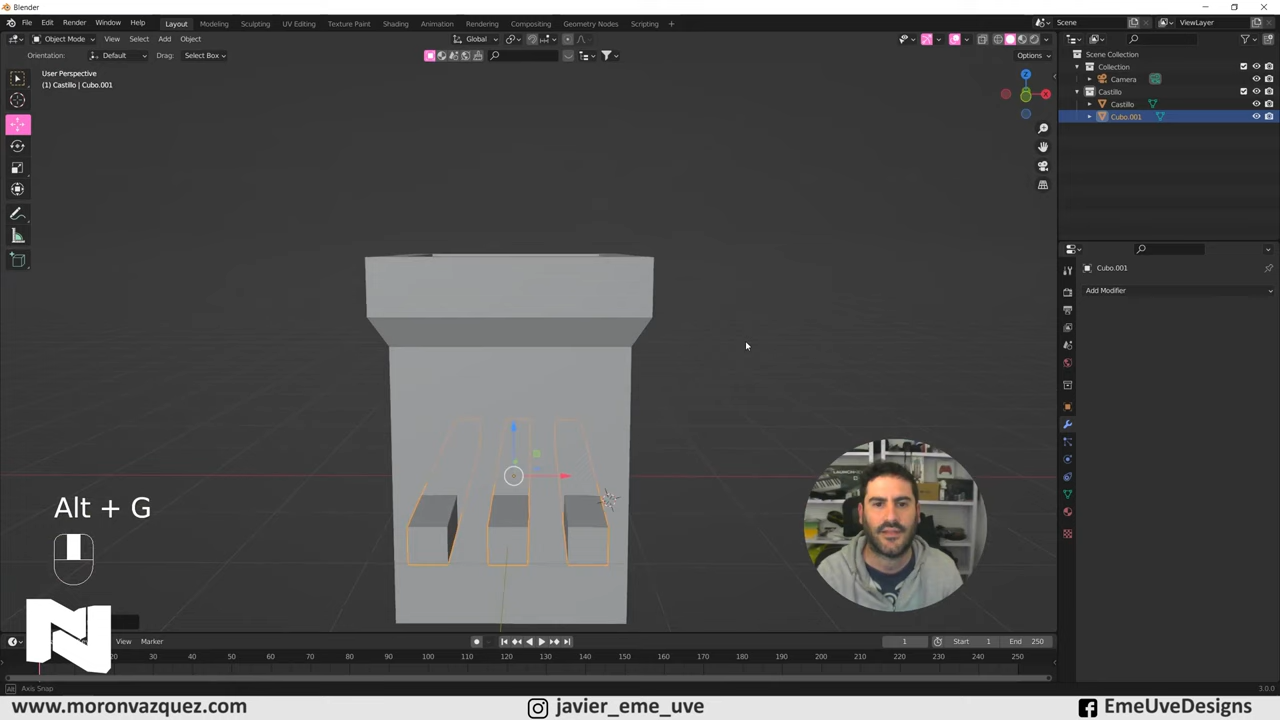 Blender
File Edit Render Window Help Layout Modeling Sculpting UV Editing Texture Paint Shading Animation Rendering Compositing Geometry Nodes Scripting + Scene ViewLayer
Object Mode View Select Add Object Global
Orientation: Default Drag: Select Box Options
User Perspective
(1) Castillo | Cubo.001
Z
X
Scene Collection
Collection
Camera
Castillo
Castillo
Cubo.001
Cubo.001
Add Modifier
Alt + G
N
View Marker
1 Start 1 End 250
20 30 40 50 60 70 80 90 100 110 120 130 140 150 160 170 180 190 200 210 220 230 240 250
Axis Snap 3.0.0
www.moronvazquez.com javier_eme_uve EmeUveDesigns